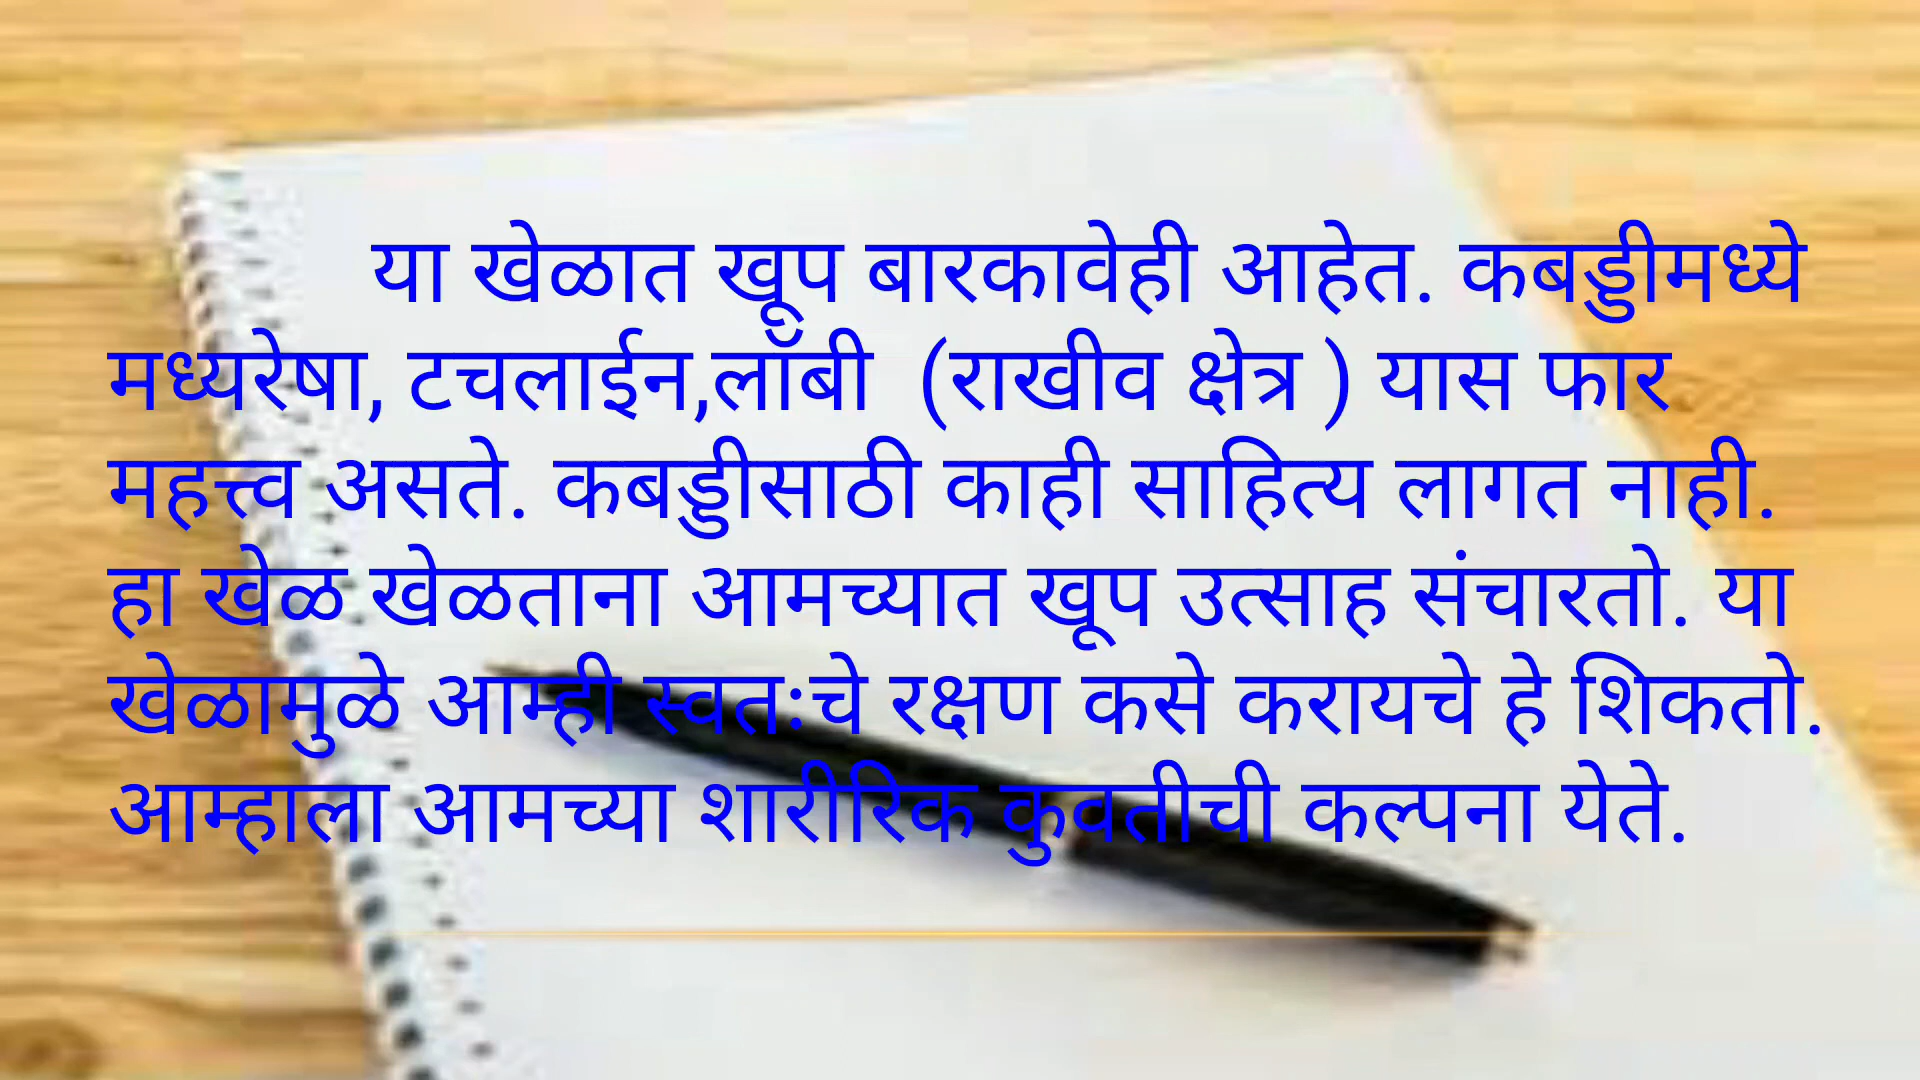 या खेळात खूप बारकावेही आहेत. कबड्डीमध्ये
मध्यरेषा, टचलाईन,लॉबी (राखीव क्षेत्र ) यास फार
महत्त्व असते. कबड्डीसाठी काही साहित्य लागत नाही.
हा खेळ खेळताना आमच्यात खूप उत्साह संचारतो. या
खेळामुळे आम्ही स्वतःचे रक्षण कसे करायचे हे शिकतो.
आम्हाला आमच्या शारीरिक कुवतीची कल्पना येते.